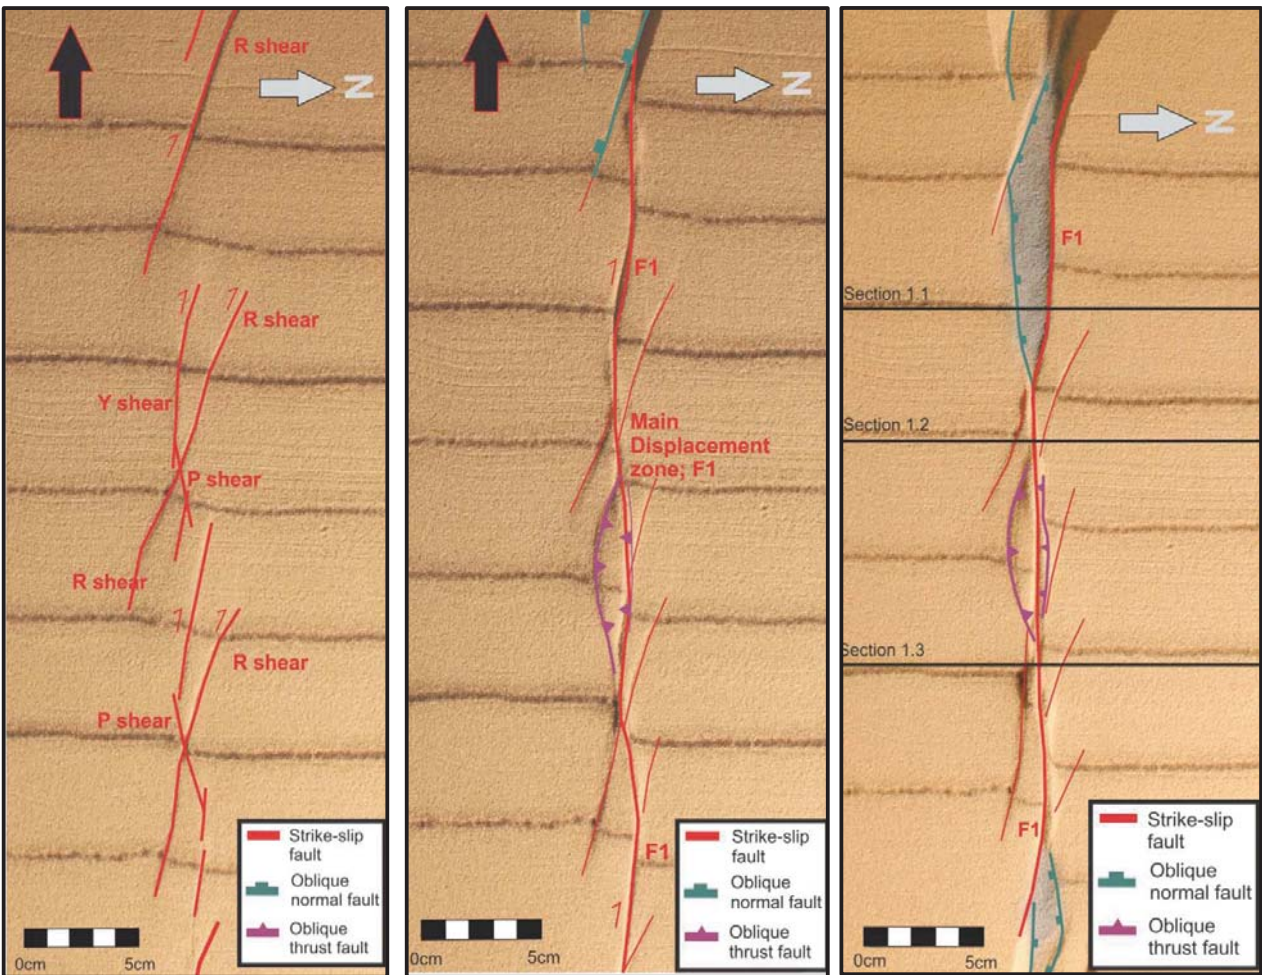 R shear
N
R shear
Y shear
P shear
R shear
R shear
P shear
Strike-slip
fault
Oblique
normal fault
Oblique
thrust fault
0cm
5cm
N
F1
Main
Displacement
zone; F1
F1
Strike-slip
fault
Oblique
normal fault
Oblique
thrust fault
0cm
5cm
N
F1
Section 1.1
Section 1.2
Section 1.3
F1
Strike-slip
fault
Oblique
normal fault
Oblique
thrust fault
0cm
5cm